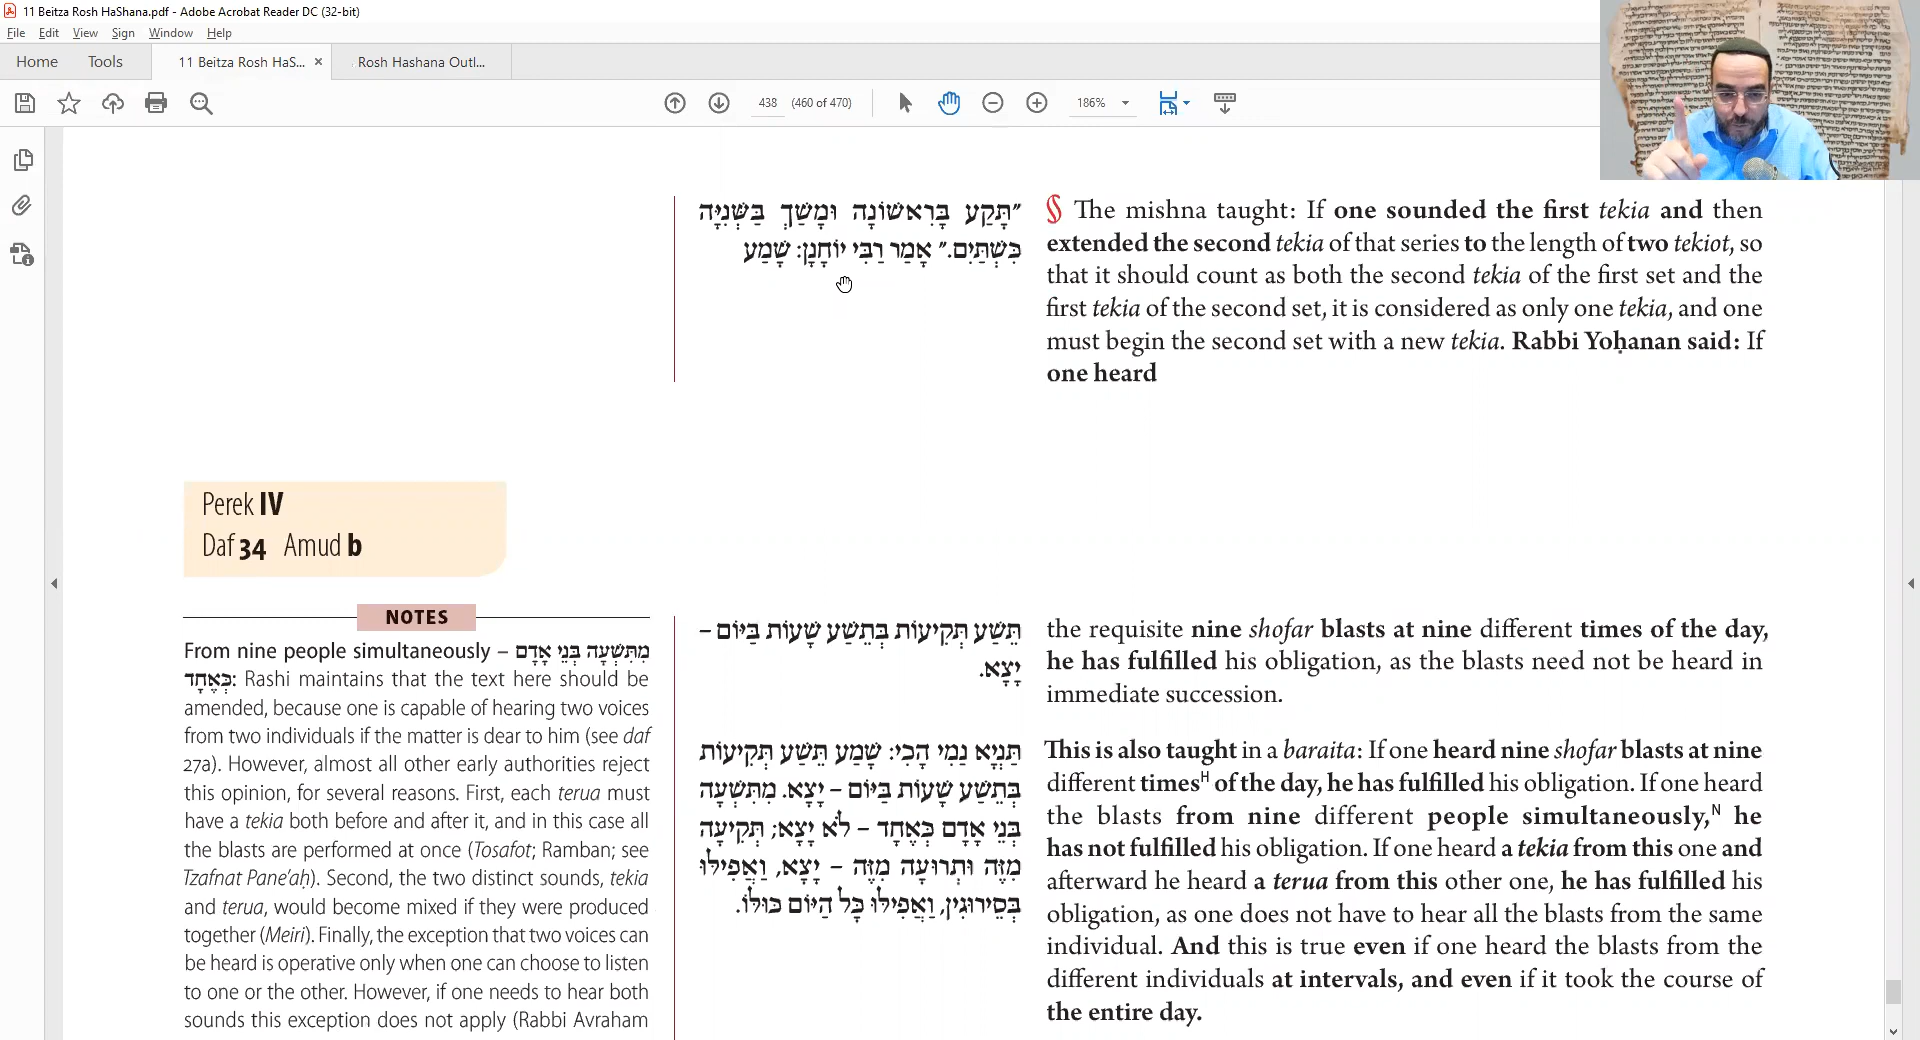 11 Beitza Rosh HaShana.pdf - Adobe Acrobat Reader DC (32-bit)
File Edit View Sign Window Help
Home Tools 11 Beitza Rosh HaS... × Rosh Hashana Outl...
438 (460 of 470) 186%
״תָּקַע בָּרִאשׁוֹנָה וּמָשַׁךְ בַּשְּׁנִיָּה
כִּשְׁתַּיִם.״ אָמַר רַבִּי יוֹחָנָן: שָׁמַע
§ The mishna taught: If one sounded the first tekia and then
extended the second tekia of that series to the length of two tekiot, so
that it should count as both the second tekia of the first set and the
first tekia of the second set, it is considered as only one tekia, and one
must begin the second set with a new tekia. Rabbi Yoḥanan said: If
one heard
Perek IV
Daf 34 Amud b
NOTES
From nine people simultaneously – מִתִּשְׁעָה בְּנֵי אָדָם
כְּאֶחָד: Rashi maintains that the text here should be
amended, because one is capable of hearing two voices
from two individuals if the matter is dear to him (see daf
27a). However, almost all other early authorities reject
this opinion, for several reasons. First, each terua must
have a tekia both before and after it, and in this case all
the blasts are performed at once (Tosafot; Ramban; see
Tzafnat Pane'aḥ). Second, the two distinct sounds, tekia
and terua, would become mixed if they were produced
together (Meiri). Finally, the exception that two voices can
be heard is operative only when one can choose to listen
to one or the other. However, if one needs to hear both
sounds this exception does not apply (Rabbi Avraham
תֵּשַׁע תְּקִיעוֹת בְּתֵשַׁע שָׁעוֹת בַּיּוֹם –
יָצָא.
תַּנְיָא נַמִי הָכִי: שָׁמַע תֵּשַׁע תְּקִיעוֹת
בְּתֵשַׁע שָׁעוֹת בַּיּוֹם – יָצָא. מִתִּשְׁעָה
בְּנֵי אָדָם כְּאֶחָד – לֹא יָצָא; תְּקִיעָה
מִזֶּה וּתְרוּעָה מִזֶּה – יָצָא, וַאֲפִילּוּ
בְּסֵירוּגִין, וַאֲפִילּוּ כָּל הַיּוֹם כּוּלּוֹ.
the requisite nine shofar blasts at nine different times of the day,
he has fulfilled his obligation, as the blasts need not be heard in
immediate succession.
This is also taught in a baraita: If one heard nine shofar blasts at nine
different timesᴴ of the day, he has fulfilled his obligation. If one heard
the blasts from nine different people simultaneously,ᴺ he
has not fulfilled his obligation. If one heard a tekia from this one and
afterward he heard a terua from this other one, he has fulfilled his
obligation, as one does not have to hear all the blasts from the same
individual. And this is true even if one heard the blasts from the
different individuals at intervals, and even if it took the course of
the entire day.